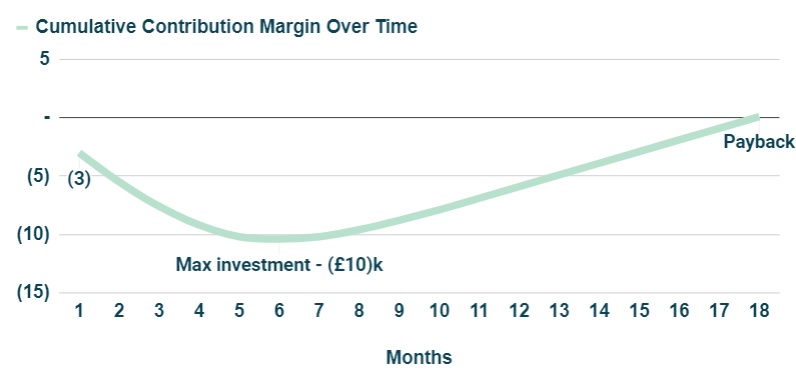 Cumulative Contribution Margin Over Time
5
-
Payback
(5)
(3)
(10)
Max investment - (£10)k
(15)
1 2 3 4 5 6 7 8 9 10 11 12 13 14 15 16 17 18
Months